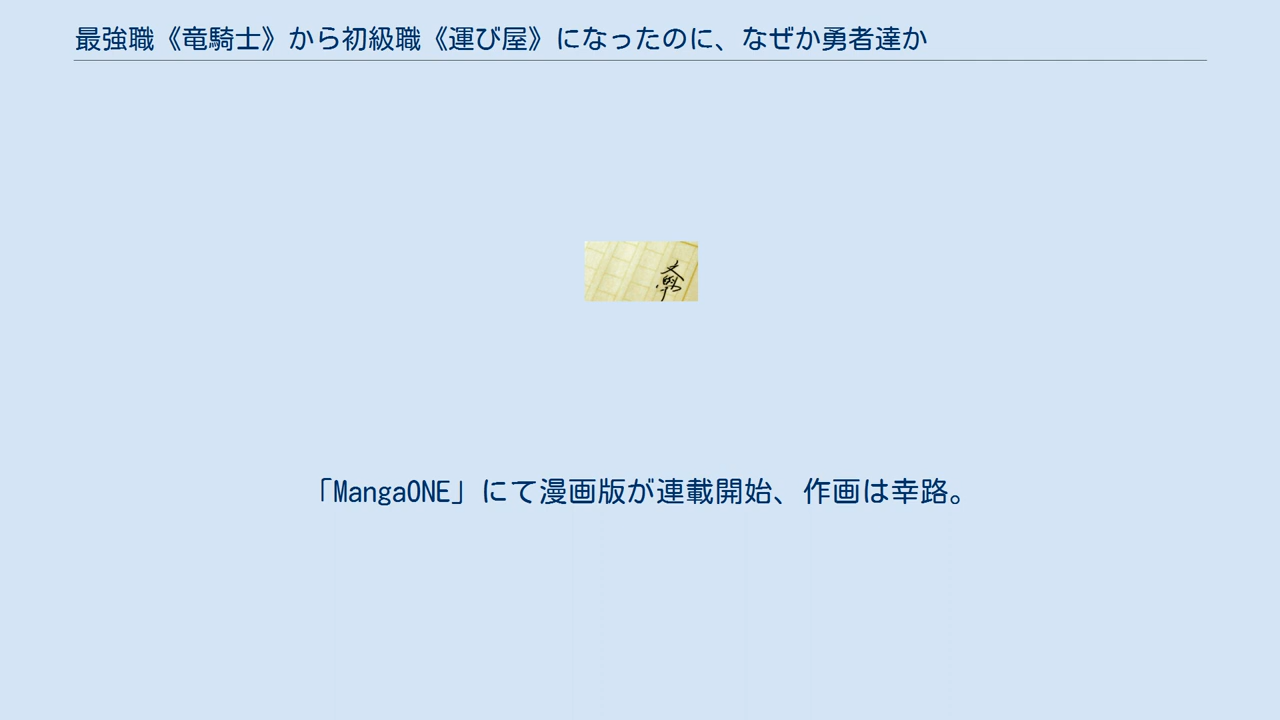 最強職《竜騎士》から初級職《運び屋》になったのに、なぜか勇者達か
「MangaONE」にて漫画版が連載開始、作画は幸路。